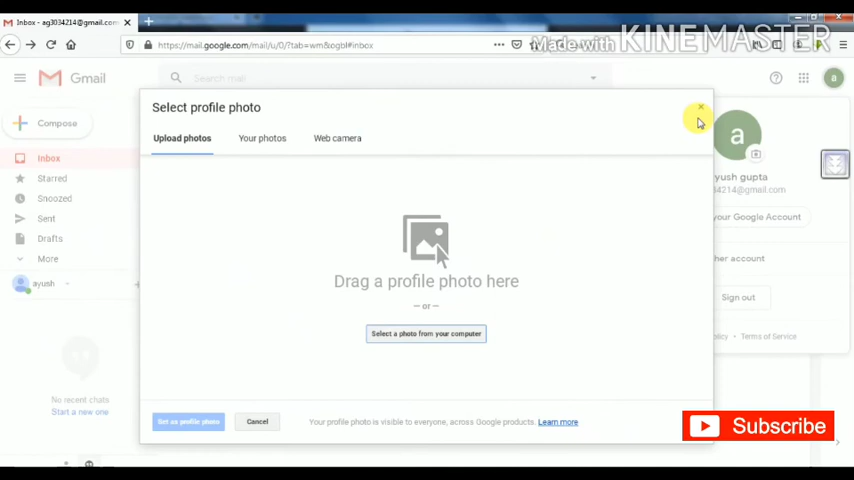 Inbox - ag3034214@gmail.com
https://mail.google.com/mail/u/0/?tab=wm&ogbl#inbox
Made with KINEMASTER
Gmail
Search mail
a
Select profile photo
Upload photos
Your photos
Web camera
Compose
Inbox
Starred
Snoozed
Sent
Drafts
More
ayush
No recent chats
Start a new one
Drag a profile photo here
— or —
Select a photo from your computer
Set as profile photo
Cancel
Your profile photo is visible to everyone, across Google products. Learn more
a
yush gupta
34214@gmail.com
your Google Account
her account
Sign out
olicy • Terms of Service
Subscribe